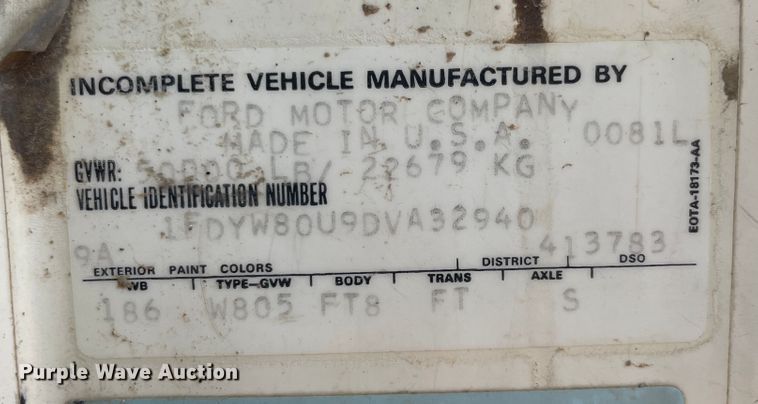 INCOMPLETE VEHICLE MANUFACTURED BY
FORD MOTOR COMPANY
MADE IN U.S.A. 0081L
GVWR: 50000 LB/ 22679 KG
VEHICLE IDENTIFICATION NUMBER
1FDYW80U9DVA32940
9A 413783
EXTERIOR PAINT COLORS DISTRICT DSO
WB TYPE-GVW BODY TRANS AXLE
186 W805 FT8 FT S
EOTA-18173-AA
Purple Wave Auction